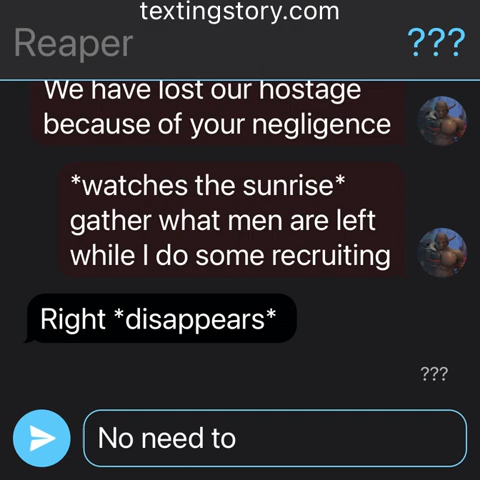 textingstory.com
Reaper ???
We have lost our hostage
because of your negligence
*watches the sunrise*
gather what men are left
while I do some recruiting
Right *disappears*
???
No need to